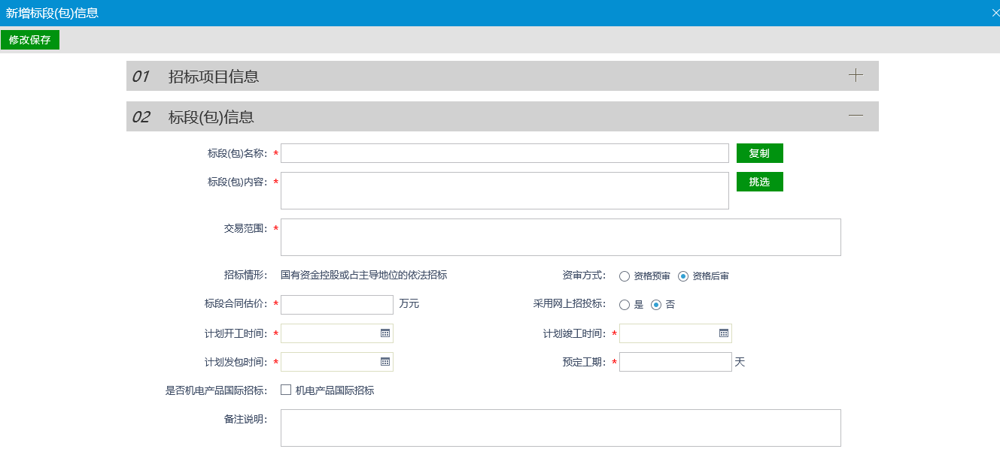 新增标段(包)信息
修改保存
01 招标项目信息
02 标段(包)信息
标段(包)名称: * 复制
标段(包)内容: * 挑选
交易范围: *
招标情形: 国有资金控股或占主导地位的依法招标 资审方式: 资格预审 资格后审
标段合同估价: * 万元 采用网上招投标: 是 否
计划开工时间: * 计划竣工时间: *
计划发包时间: * 预定工期: * 天
是否机电产品国际招标: 机电产品国际招标
备注说明: